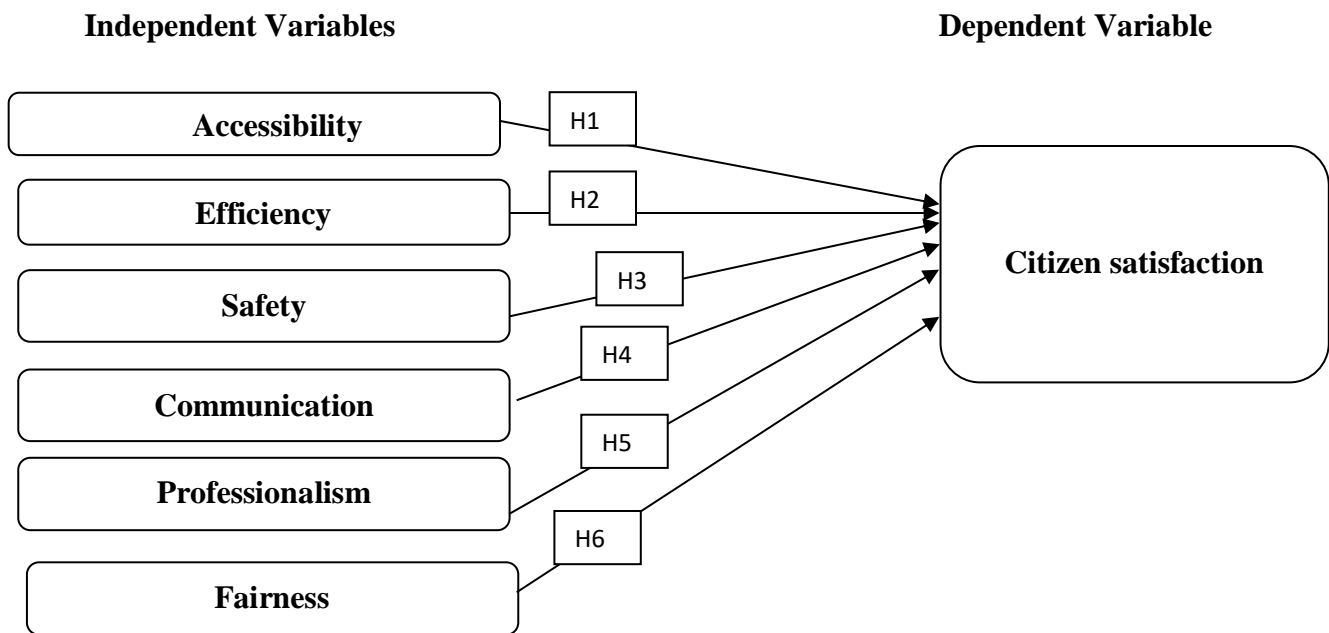 Independent Variables
Dependent Variable
Accessibility
H1
Efficiency
H2
Safety
H3
Citizen satisfaction
Communication
H4
Professionalism
H5
Fairness
H6